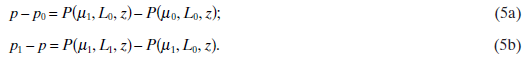 p – p₀ = P(μ₁, L₀, z) – P(μ₀, L₀, z); (5a)
p₁ – p = P(μ₁, L₁, z) – P(μ₁, L₀, z). (5b)